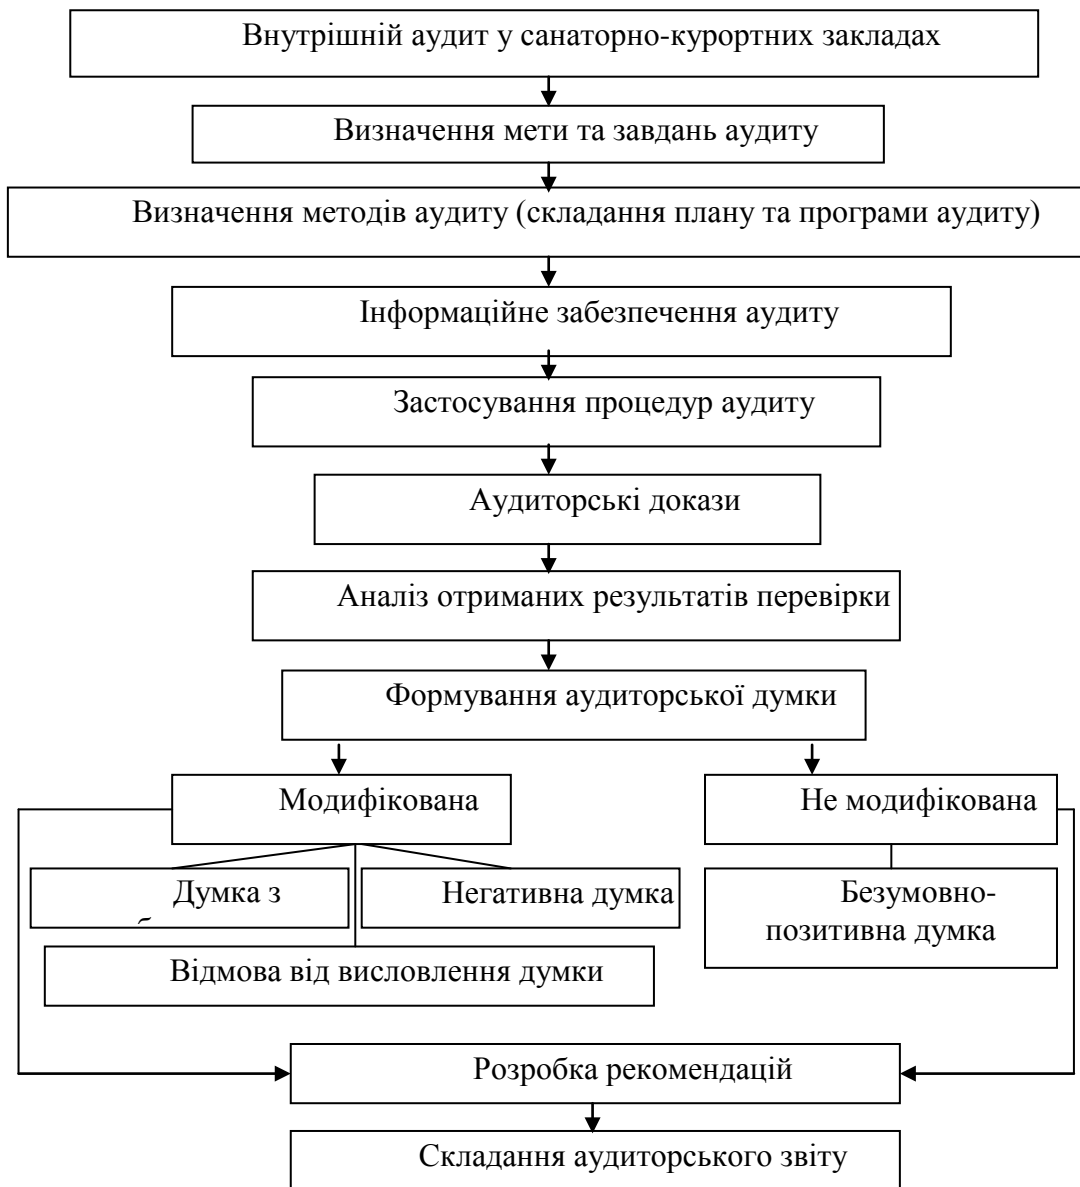 Внутрішній аудит у санаторно-курортних закладах
Визначення мети та завдань аудиту
Визначення методів аудиту (складання плану та програми аудиту)
Інформаційне забезпечення аудиту
Застосування процедур аудиту
Аудиторські докази
Аналіз отриманих результатів перевірки
Формування аудиторської думки
Модифікована
Не модифікована
Думка з
Негативна думка
Безумовно-
позитивна думка
Відмова від висловлення думки
Розробка рекомендацій
Складання аудиторського звіту